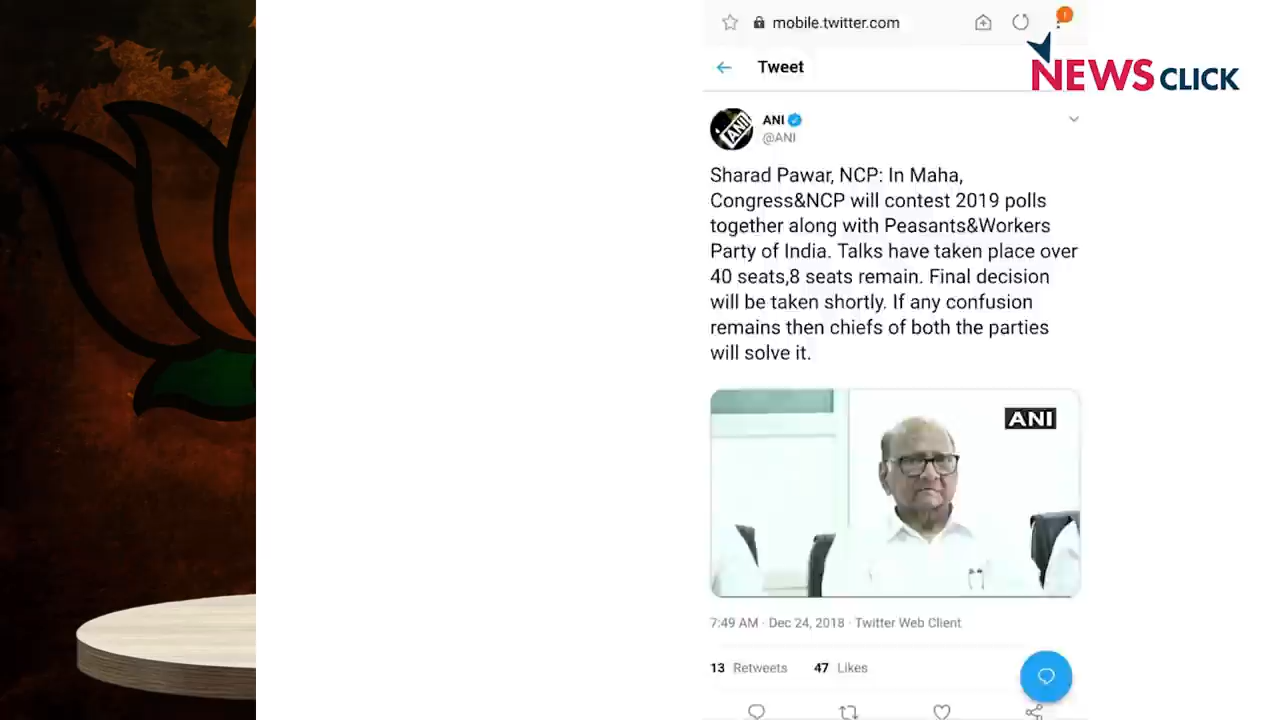 mobile.twitter.com
!
NEWSCLICK
Tweet
ANI
ANI
@ANI
Sharad Pawar, NCP: In Maha,
Congress&NCP will contest 2019 polls
together along with Peasants&Workers
Party of India. Talks have taken place over
40 seats,8 seats remain. Final decision
will be taken shortly. If any confusion
remains then chiefs of both the parties
will solve it.
ANI
7:49 AM · Dec 24, 2018 · Twitter Web Client
13 Retweets 47 Likes